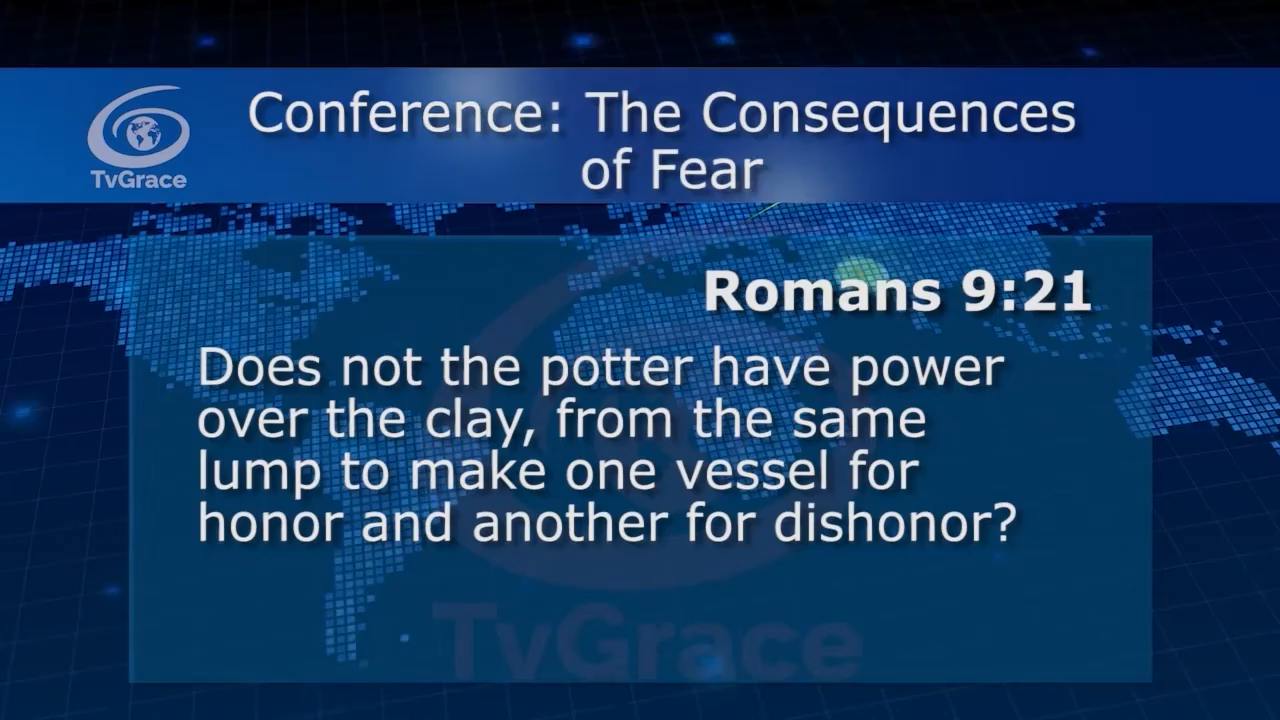 Conference: The Consequences
of Fear
TvGrace
Romans 9:21
Does not the potter have power
over the clay, from the same
lump to make one vessel for
honor and another for dishonor?
TvGrace